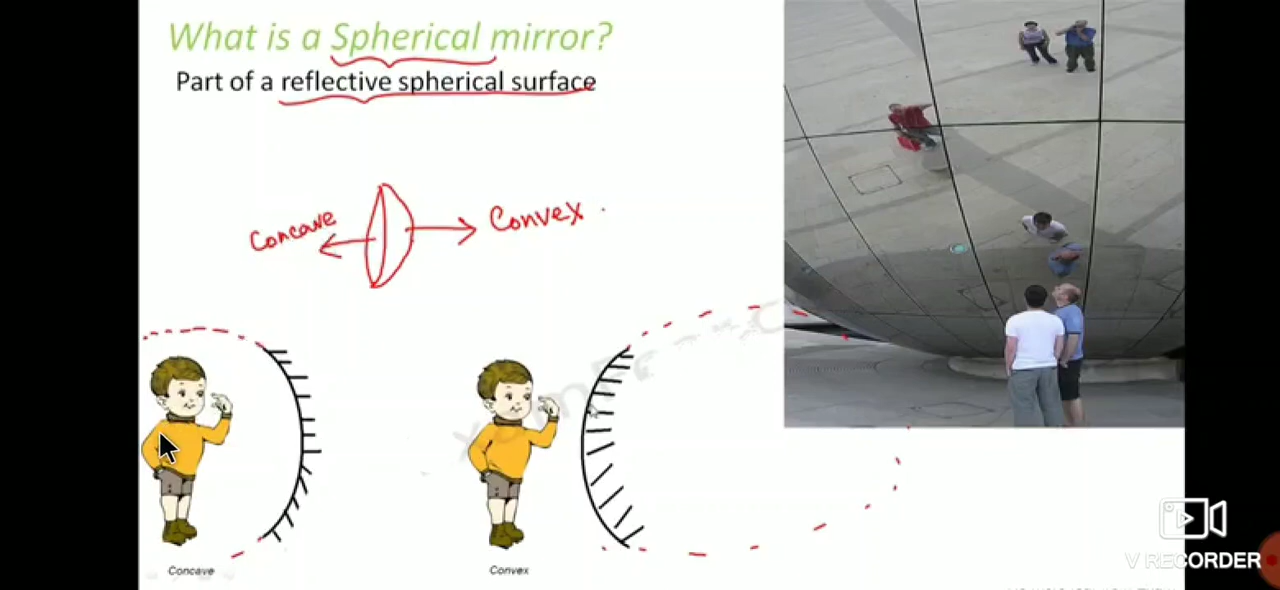 What is a Spherical mirror?
Part of a reflective spherical surface
Concave
Convex
Concave
Convex
V RECORDER